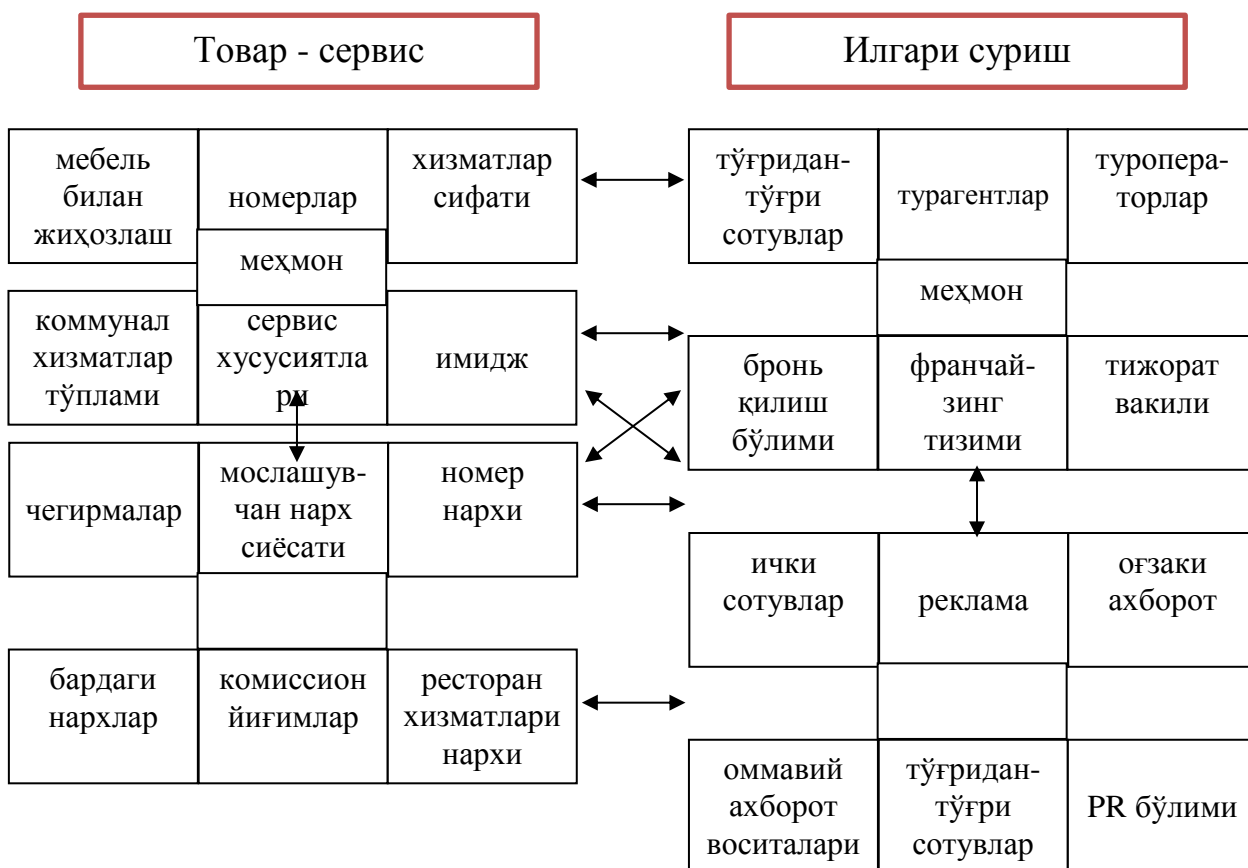 Товар - сервис
Илгари суриш
мебель
билан
жиҳозлаш
номерлар
хизматлар
сифати
меҳмон
коммунал
хизматлар
тўплами
сервис
хусусиятла
ри
имидж
чегирмалар
мослашув-
чан нарх
сиёсати
номер
нархи
бардаги
нархлар
комиссион
йиғимлар
ресторан
хизматлари
нархи
тўғридан-
тўғри
сотувлар
турагентлар
туропера-
торлар
меҳмон
бронь
қилиш
бўлими
франчай-
зинг
тизими
тижорат
вакили
ички
сотувлар
реклама
оғзаки
ахборот
оммавий
ахборот
воситалари
тўғридан-
тўғри
сотувлар
PR бўлими